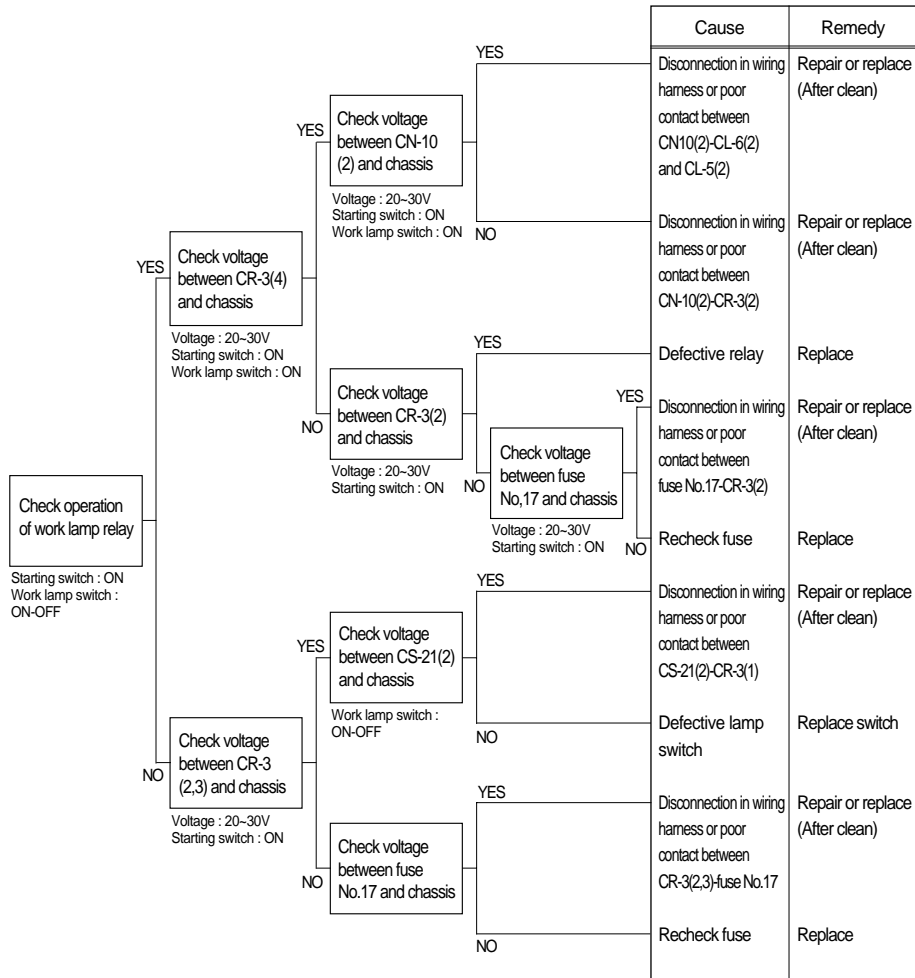 Cause
Remedy
YES
Disconnection in wiring
harness or poor
contact between
CN10(2)-CL-6(2)
and CL-5(2)
Repair or replace
(After clean)
YES
Check voltage
between CN-10
(2) and chassis
Voltage : 20~30V
Starting switch : ON
Work lamp switch : ON
NO
Disconnection in wiring
harness or poor
contact between
CN-10(2)-CR-3(2)
Repair or replace
(After clean)
YES
Check voltage
between CR-3(4)
and chassis
Voltage : 20~30V
Starting switch : ON
Work lamp switch : ON
YES
Defective relay
Replace
NO
Check voltage
between CR-3(2)
and chassis
Voltage : 20~30V
Starting switch : ON
YES
Disconnection in wiring
harness or poor
contact between
fuse No.17-CR-3(2)
Repair or replace
(After clean)
NO
Check voltage
between fuse
No,17 and chassis
Voltage : 20~30V
Starting switch : ON
NO
Recheck fuse
Replace
Check operation
of work lamp relay
Starting switch : ON
Work lamp switch :
ON-OFF
YES
Disconnection in wiring
harness or poor
contact between
CS-21(2)-CR-3(1)
Repair or replace
(After clean)
YES
Check voltage
between CS-21(2)
and chassis
Work lamp switch :
ON-OFF
NO
Defective lamp
switch
Replace switch
NO
Check voltage
between CR-3
(2,3) and chassis
Voltage : 20~30V
Starting switch : ON
YES
Disconnection in wiring
harness or poor
contact between
CR-3(2,3)-fuse No.17
Repair or replace
(After clean)
NO
Check voltage
between fuse
No.17 and chassis
NO
Recheck fuse
Replace